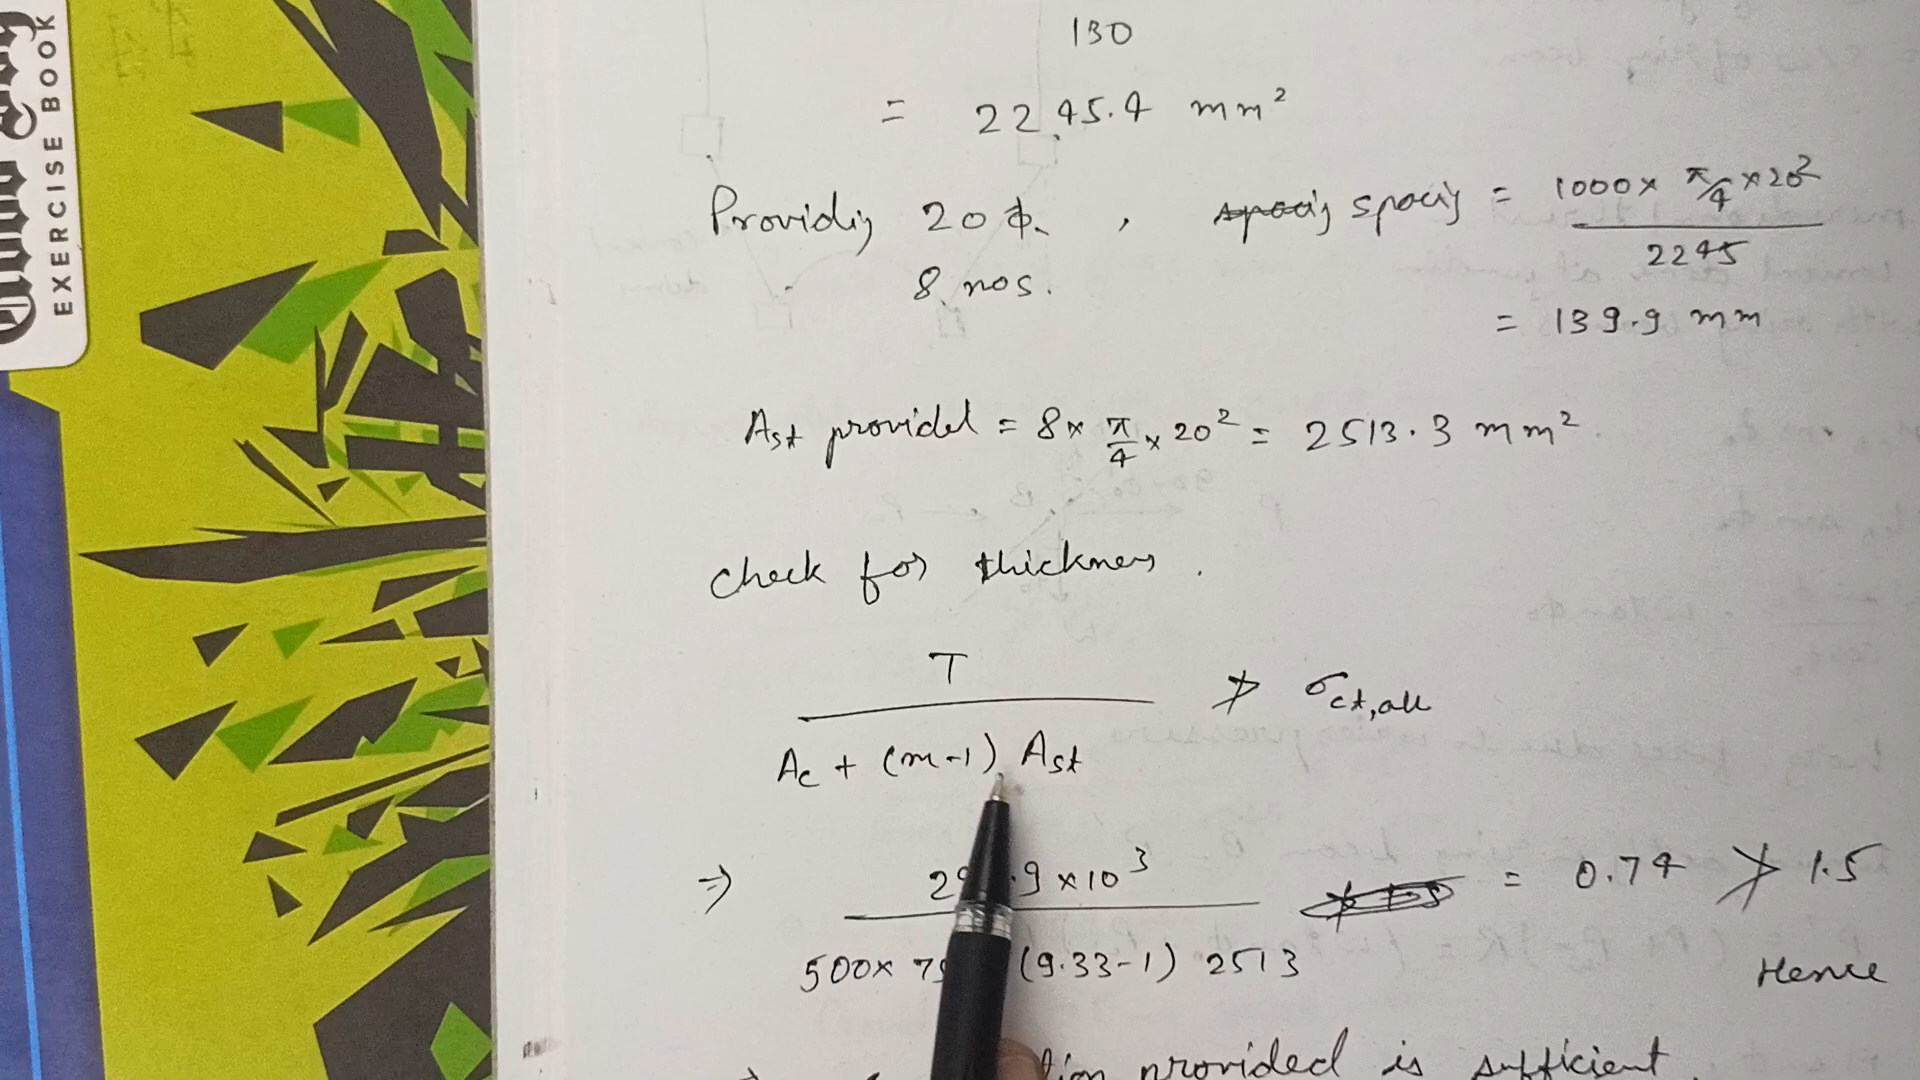 EXERCISE BOOK
130
= 2245.4 mm²
Providing 20 ϕ. , spacing = 1000 × π/4 × 20² / 2245
8 nos.
= 139.9 mm
Ast provided = 8 × π/4 × 20² = 2513.3 mm².
Check for thickness.
T / Ac + (m-1) Ast ≯ σct,all
⇒ 9 × 10³ / 500 × (9.33-1) 2513 = 0.74 ≯ 1.5
Hence
provided is sufficient.